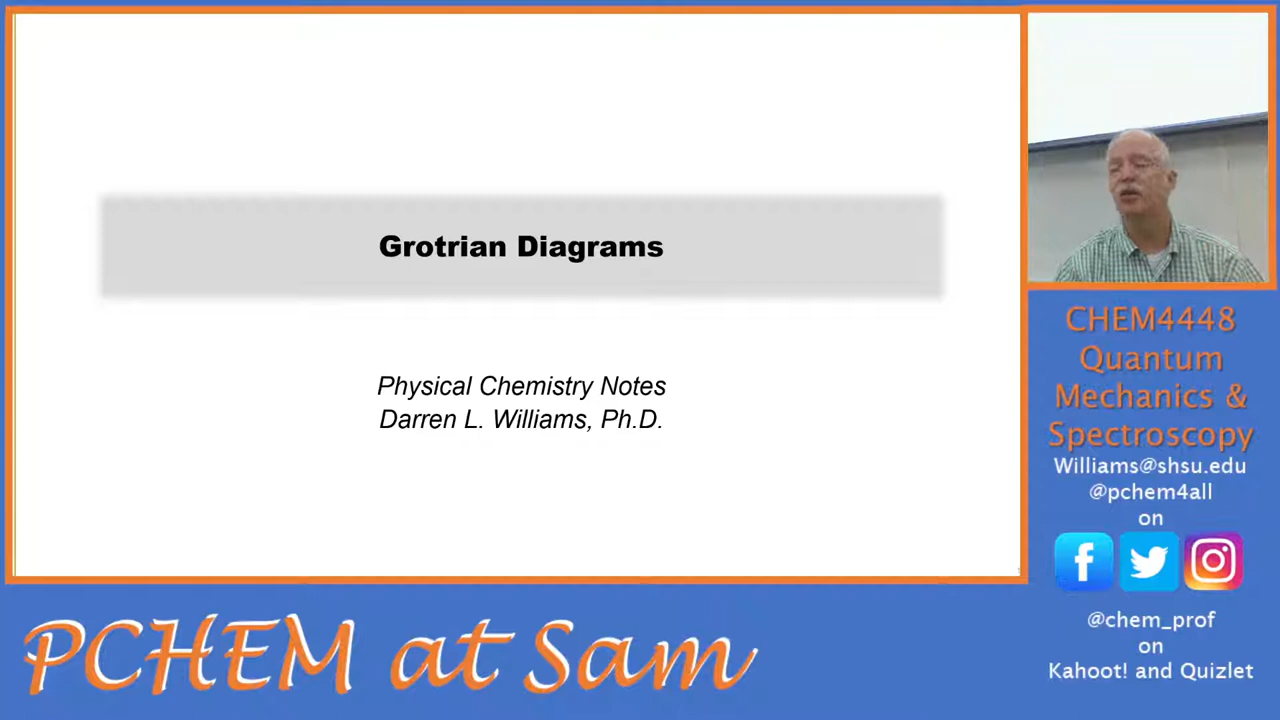 Grotrian Diagrams
Physical Chemistry Notes
Darren L. Williams, Ph.D.
CHEM4448
Quantum
Mechanics &
Spectroscopy
Williams@shsu.edu
@pchem4all
on
@chem_prof
on
Kahoot! and Quizlet
PCHEM at Sam